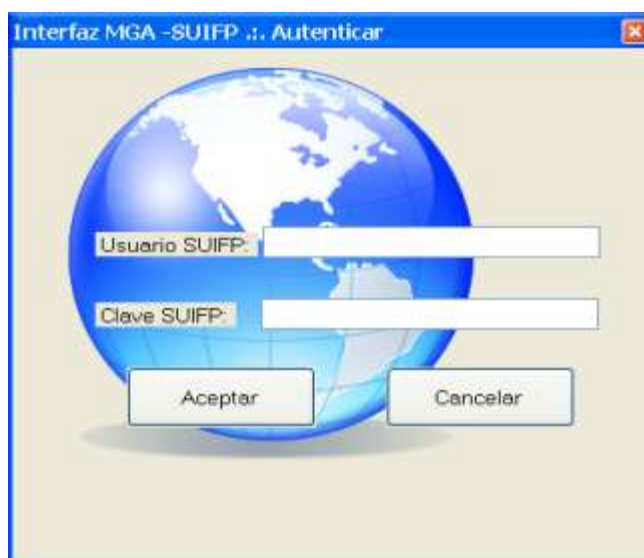 Interfaz MGA -SUIFP .:. Autenticar
Usuario SUIFP:
Clave SUIFP:
Aceptar
Cancelar